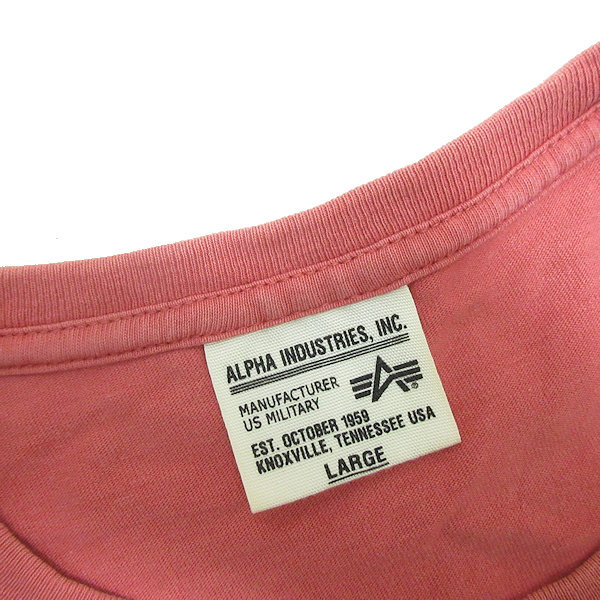 ALPHA INDUSTRIES, INC.
MANUFACTURER
US MILITARY
EST. OCTOBER 1959
KNOXVILLE, TENNESSEE USA
LARGE